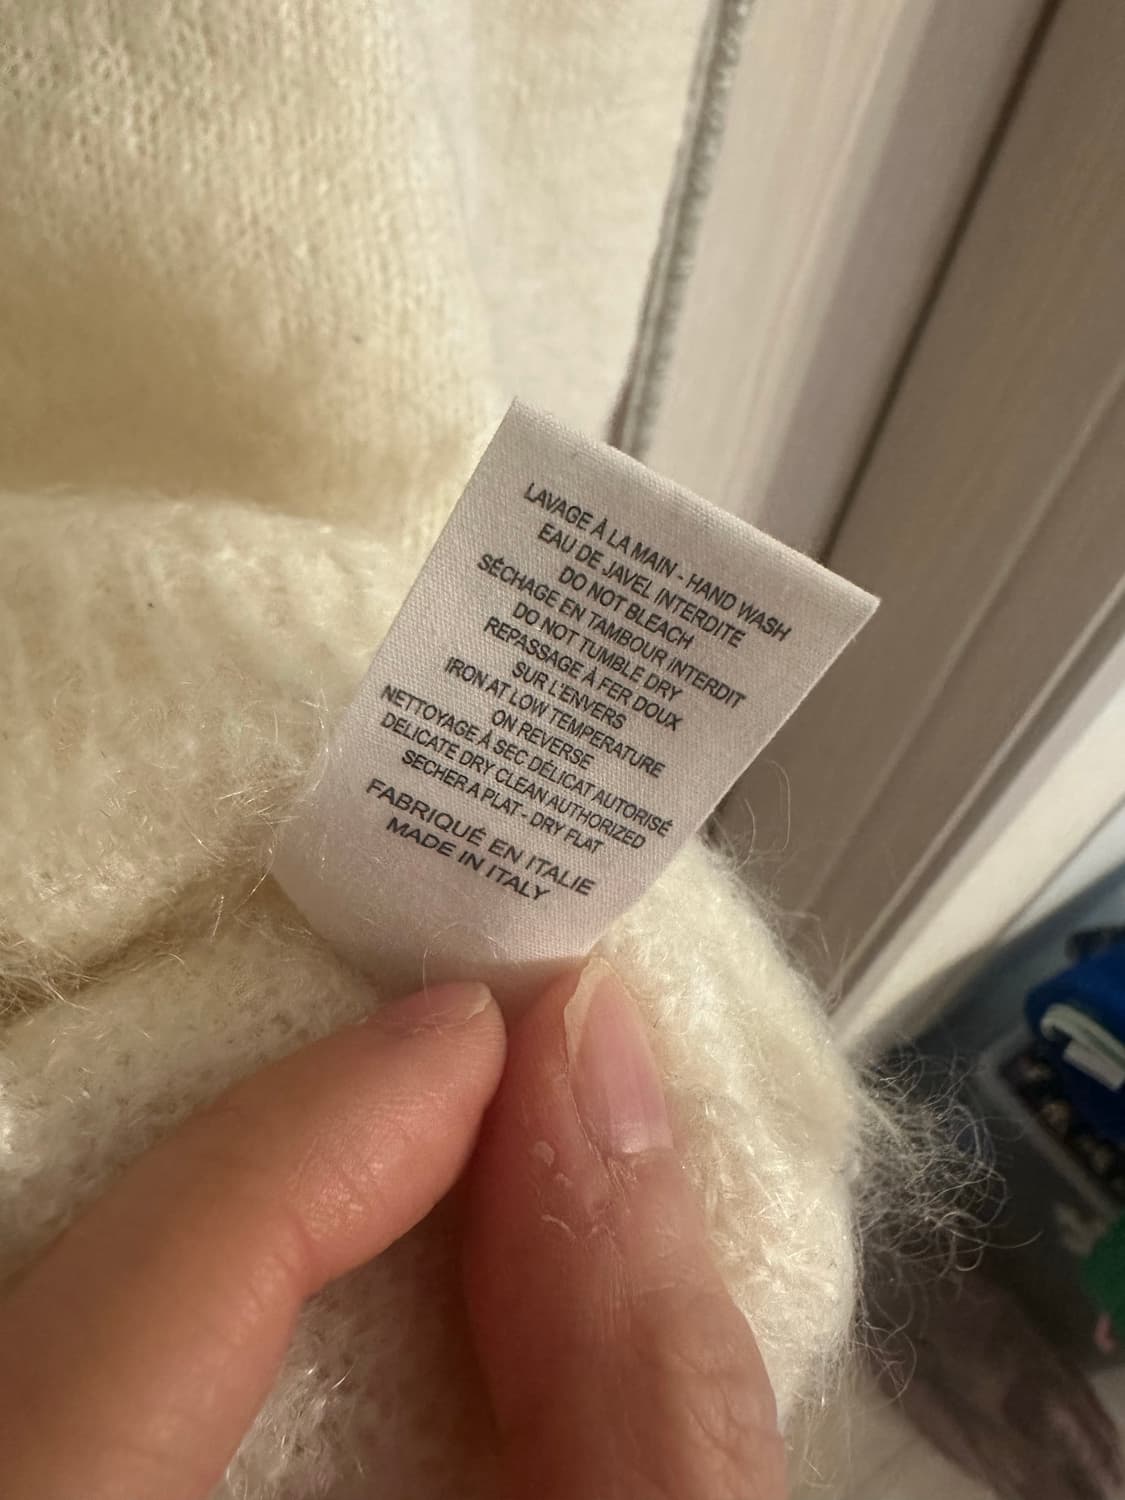 LAVAGE À LA MAIN - HAND WASH
EAU DE JAVEL INTERDITE
DO NOT BLEACH
SÉCHAGE EN TAMBOUR INTERDIT
DO NOT TUMBLE DRY
REPASSAGE À FER DOUX
SUR L'ENVERS
IRON AT LOW TEMPERATURE
ON REVERSE
NETTOYAGE À SEC DÉLICAT AUTORISÉ
DELICATE DRY CLEAN AUTHORIZED
SECHER A PLAT - DRY FLAT
FABRIQUÉ EN ITALIE
MADE IN ITALY